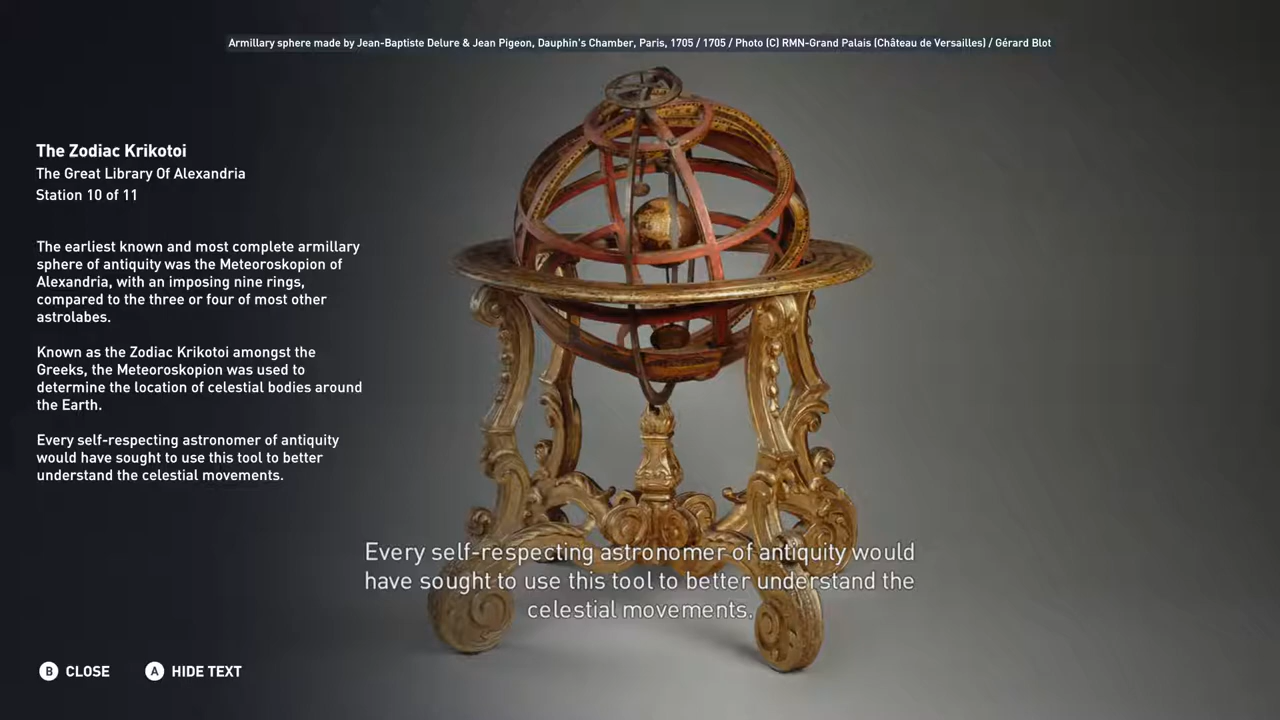 Armillary sphere made by Jean-Baptiste Delure & Jean Pigeon, Dauphin's Chamber, Paris, 1705 / 1705 / Photo (C) RMN-Grand Palais (Château de Versailles) / Gérard Blot
The Zodiac Krikotoi
The Great Library Of Alexandria
Station 10 of 11
The earliest known and most complete armillary
sphere of antiquity was the Meteoroskopion of
Alexandria, with an imposing nine rings,
compared to the three or four of most other
astrolabes.
Known as the Zodiac Krikotoi amongst the
Greeks, the Meteoroskopion was used to
determine the location of celestial bodies around
the Earth.
Every self-respecting astronomer of antiquity
would have sought to use this tool to better
understand the celestial movements.
Every self-respecting astronomer of antiquity would
have sought to use this tool to better understand the
celestial movements.
B CLOSE A HIDE TEXT